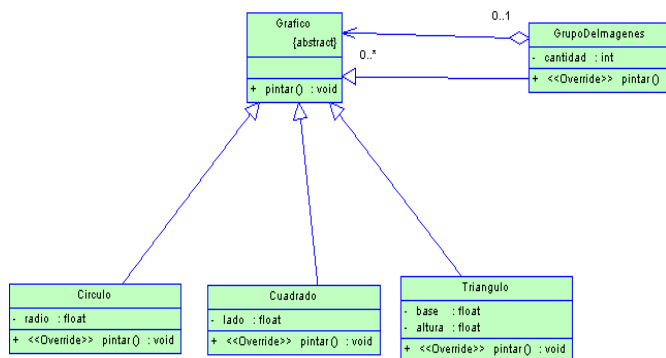 Grafico
{abstract}
+ pintar() : void
0..1
0..*
GrupoDeImagenes
- cantidad : int
+ <<Override>> pintar()
Circulo
- radio : float
+ <<Override>> pintar() : void
Cuadrado
- lado : float
+ <<Override>> pintar() : void
Triangulo
- base : float
- altura : float
+ <<Override>> pintar() : void